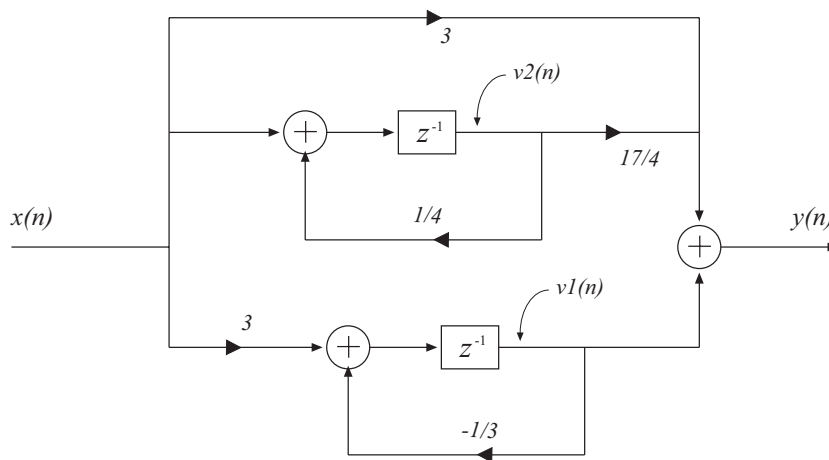 3
v2(n)
+
z⁻¹
17/4
1/4
x(n)
y(n)
+
v1(n)
3
+
z⁻¹
-1/3